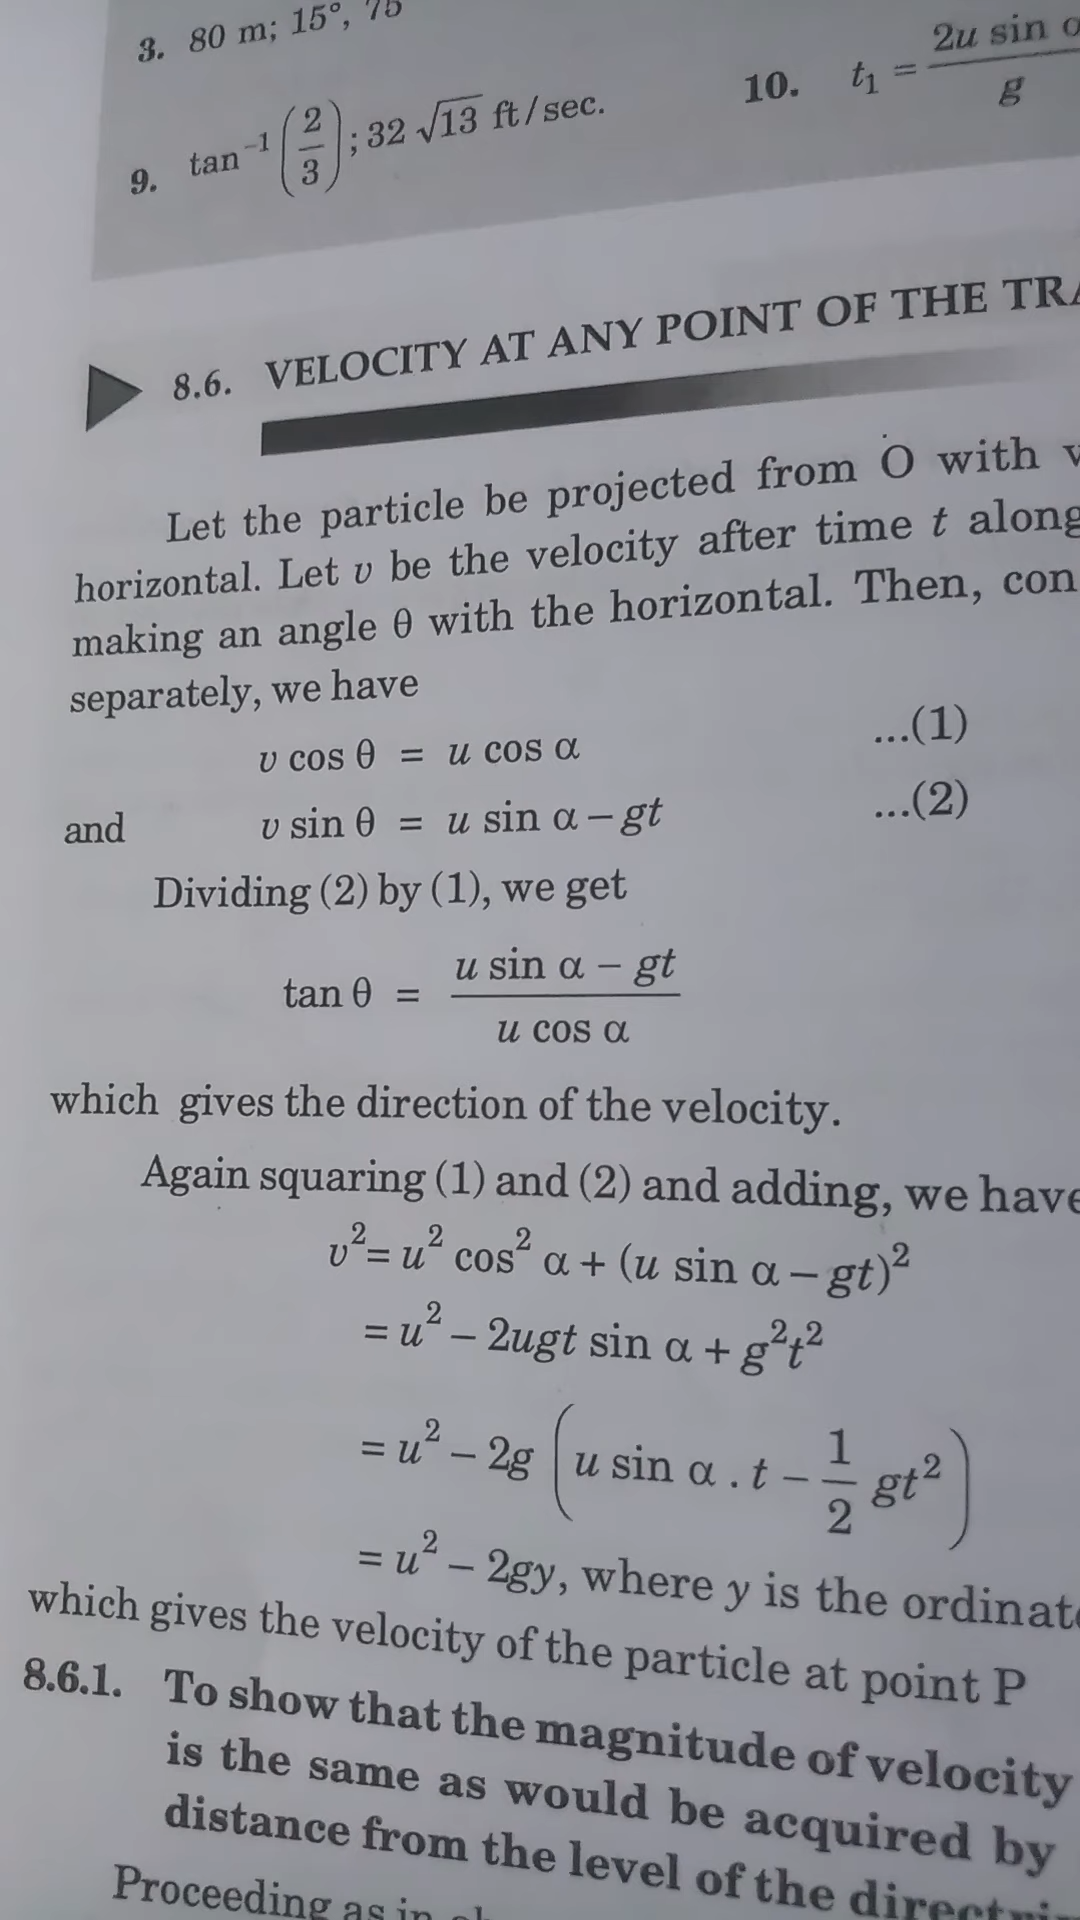 3. 80 m; 15°, 75
10. t₁ = 2u sin / g
9. tan⁻¹ (2/3); 32 √13 ft/sec.
8.6. VELOCITY AT ANY POINT OF THE
Let the particle be projected from O with
horizontal. Let v be the velocity after time t along
making an angle θ with the horizontal. Then, con
separately, we have
v cos θ = u cos α ...(1)
and v sin θ = u sin α – gt ...(2)
Dividing (2) by (1), we get
tan θ = (u sin α – gt) / (u cos α)
which gives the direction of the velocity.
Again squaring (1) and (2) and adding, we have
v² = u² cos² α + (u sin α – gt)²
= u² – 2ugt sin α + g²t²
= u² – 2g (u sin α . t – 1/2 gt²)
= u² – 2gy, where y is the ordinat
which gives the velocity of the particle at point P
8.6.1. To show that the magnitude of velocity
is the same as would be acquired by
distance from the level of the
Proceeding as in